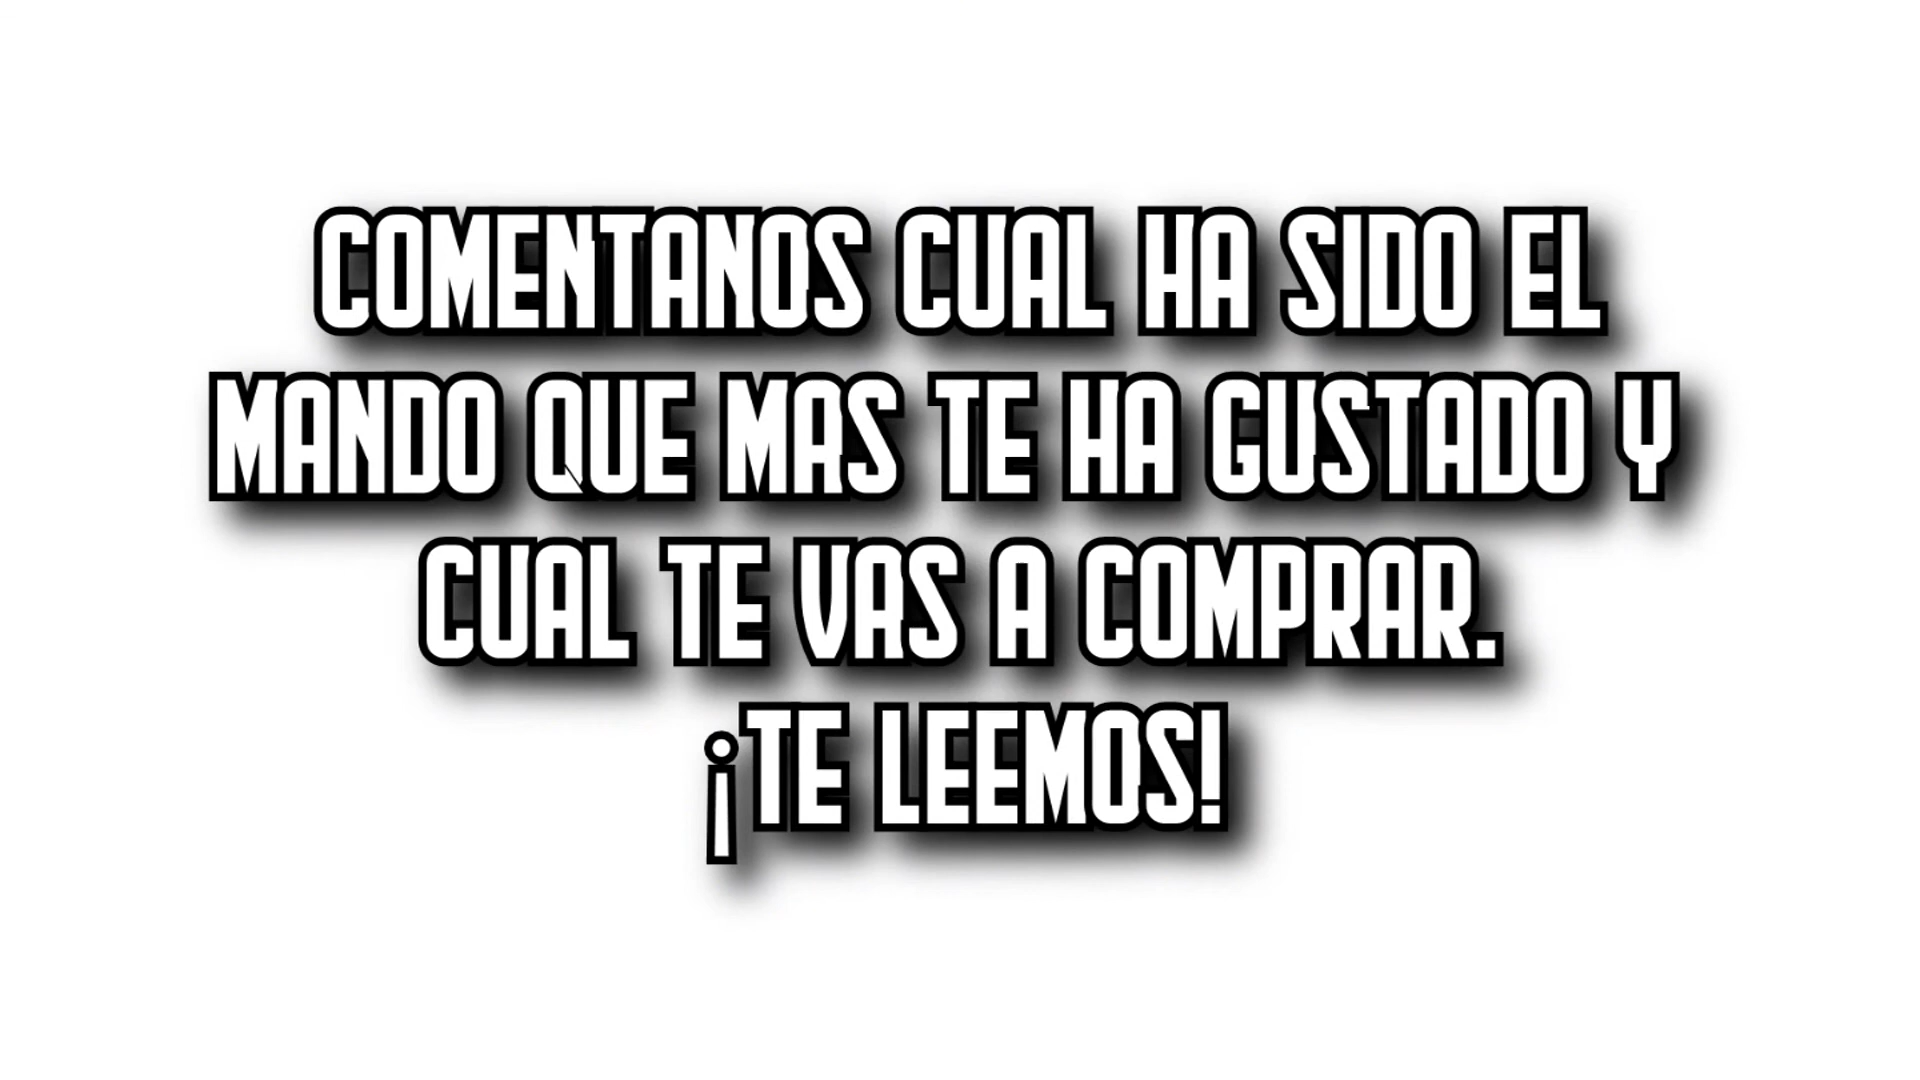 COMENTANOS CUAL HA SIDO EL
MANDO QUE MAS TE HA GUSTADO Y
CUAL TE VAS A COMPRAR.
¡TE LEEMOS!